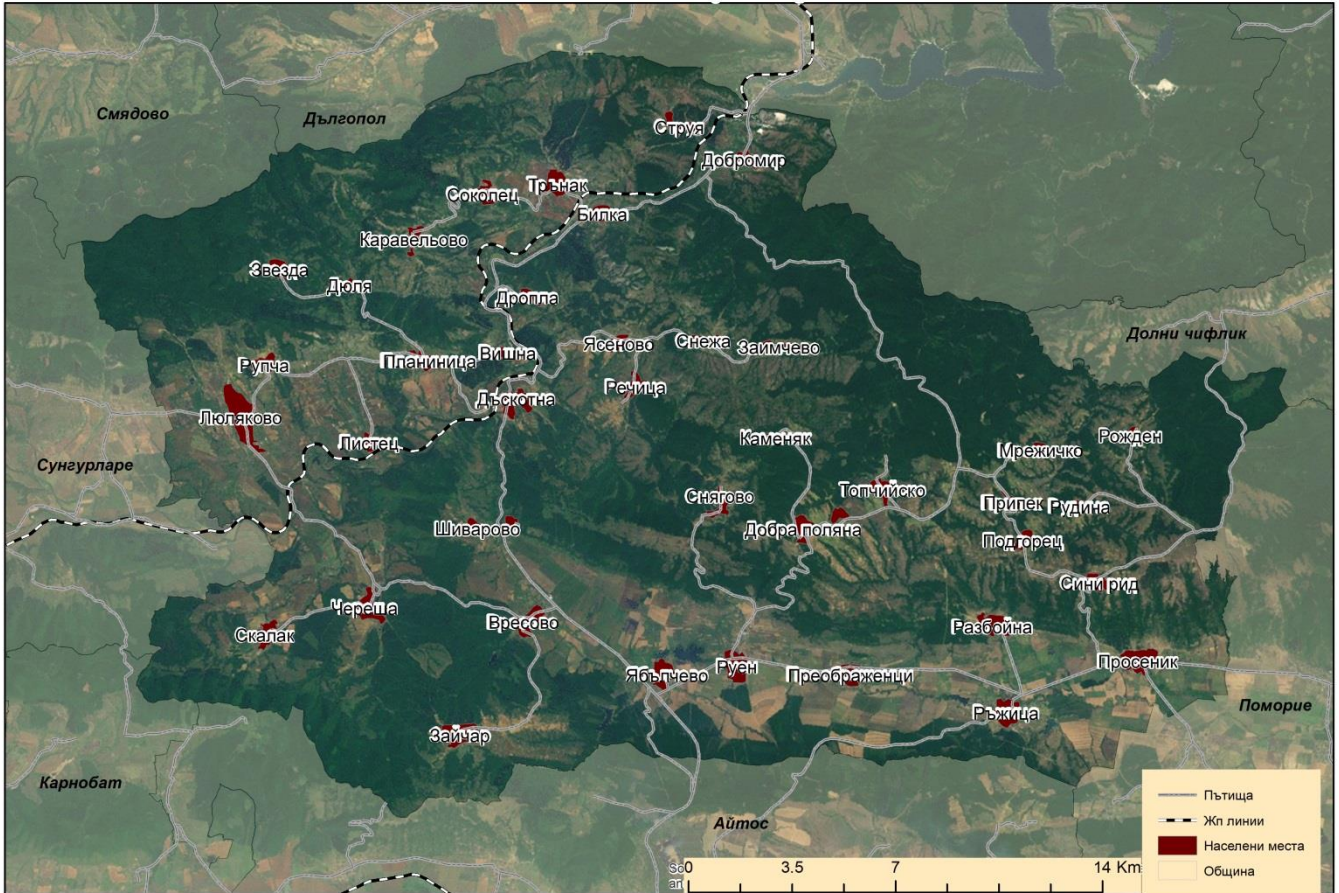 Смядово
Дългопол
Струя
Добромир
Трънак
Соколец
Билка
Каравельово
Звезда
Дюля
Дропла
Долни чифлик
Ясеново
Снежа
Заимчево
Вишна
Планиница
Рупча
Речица
Дъскотна
Люляково
Каменяк
Рожден
Листец
Мрежичко
Сунгурларе
Топчийско
Снягово
Припек
Рудина
Шиварово
Добра поляна
Подгорец
Сини рид
Череша
Вресово
Разбойна
Скалак
Просеник
Руен
Ябълчево
Преображенци
Поморие
Ръжица
Зайчар
Карнобат
Айтос
Пътища
Жп линии
Населени места
Община
0 3.5 7 14 Km